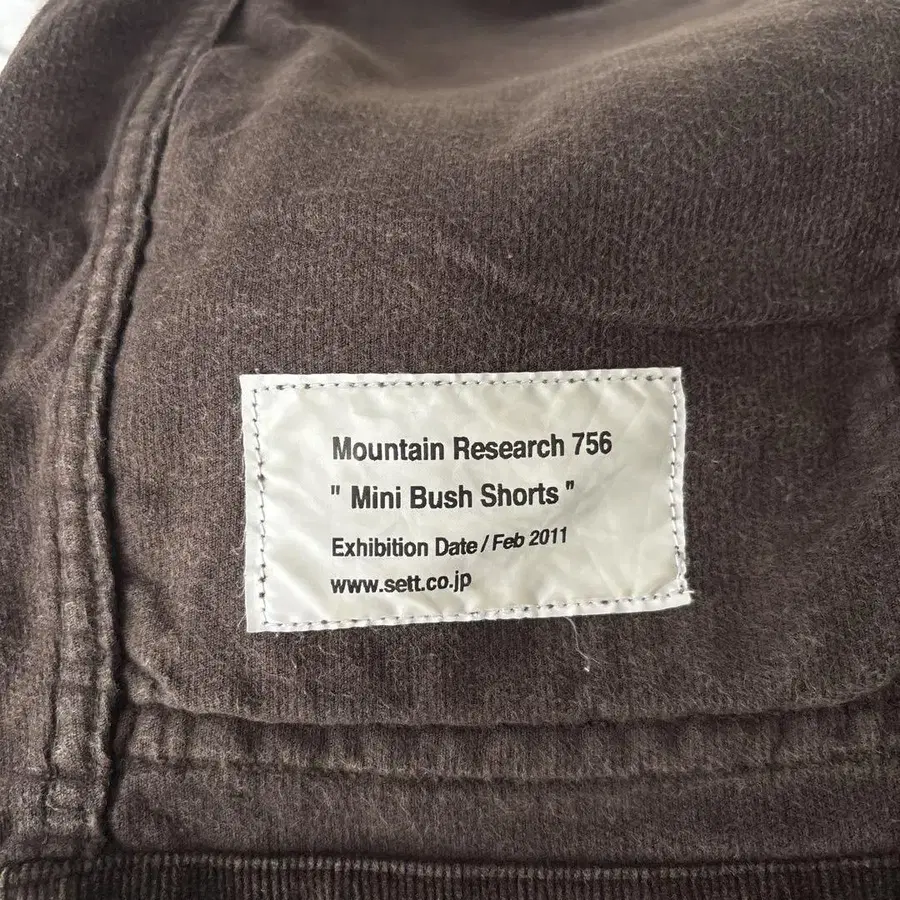 Mountain Research 756
" Mini Bush Shorts "
Exhibition Date / Feb 2011
www.sett.co.jp